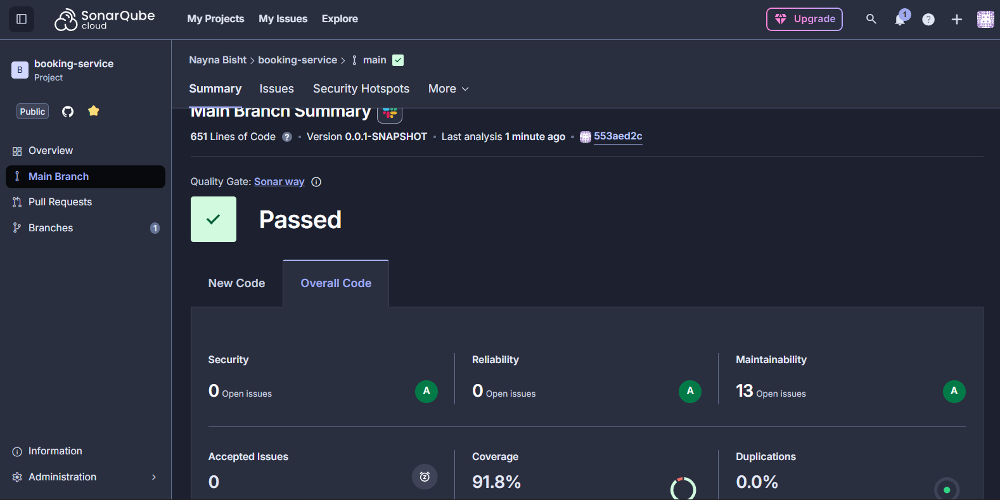 SonarQube cloud
My Projects My Issues Explore
Upgrade
1
?
B
booking-service
Project
Public
Overview
Main Branch
Pull Requests
Branches 1
Information
Administration
Nayna Bisht > booking-service > main
Summary Issues Security Hotspots More
Main Branch Summary
651 Lines of Code ? • Version 0.0.1-SNAPSHOT • Last analysis 1 minute ago • 553aed2c
Quality Gate: Sonar way
Passed
New Code Overall Code
Security
0 Open issues A
Reliability
0 Open issues A
Maintainability
13 Open issues A
Accepted Issues
0
Coverage
91.8%
Duplications
0.0%